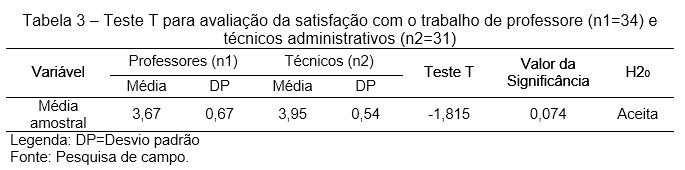 Tabela 3 – Teste T para avaliação da satisfação com o trabalho de professore (n1=34) e
técnicos administrativos (n2=31)
Variável Professores (n1) Técnicos (n2) Teste T Valor da Significância H2₀
Média DP Média DP
Média amostral 3,67 0,67 3,95 0,54 -1,815 0,074 Aceita
Legenda: DP=Desvio padrão
Fonte: Pesquisa de campo.